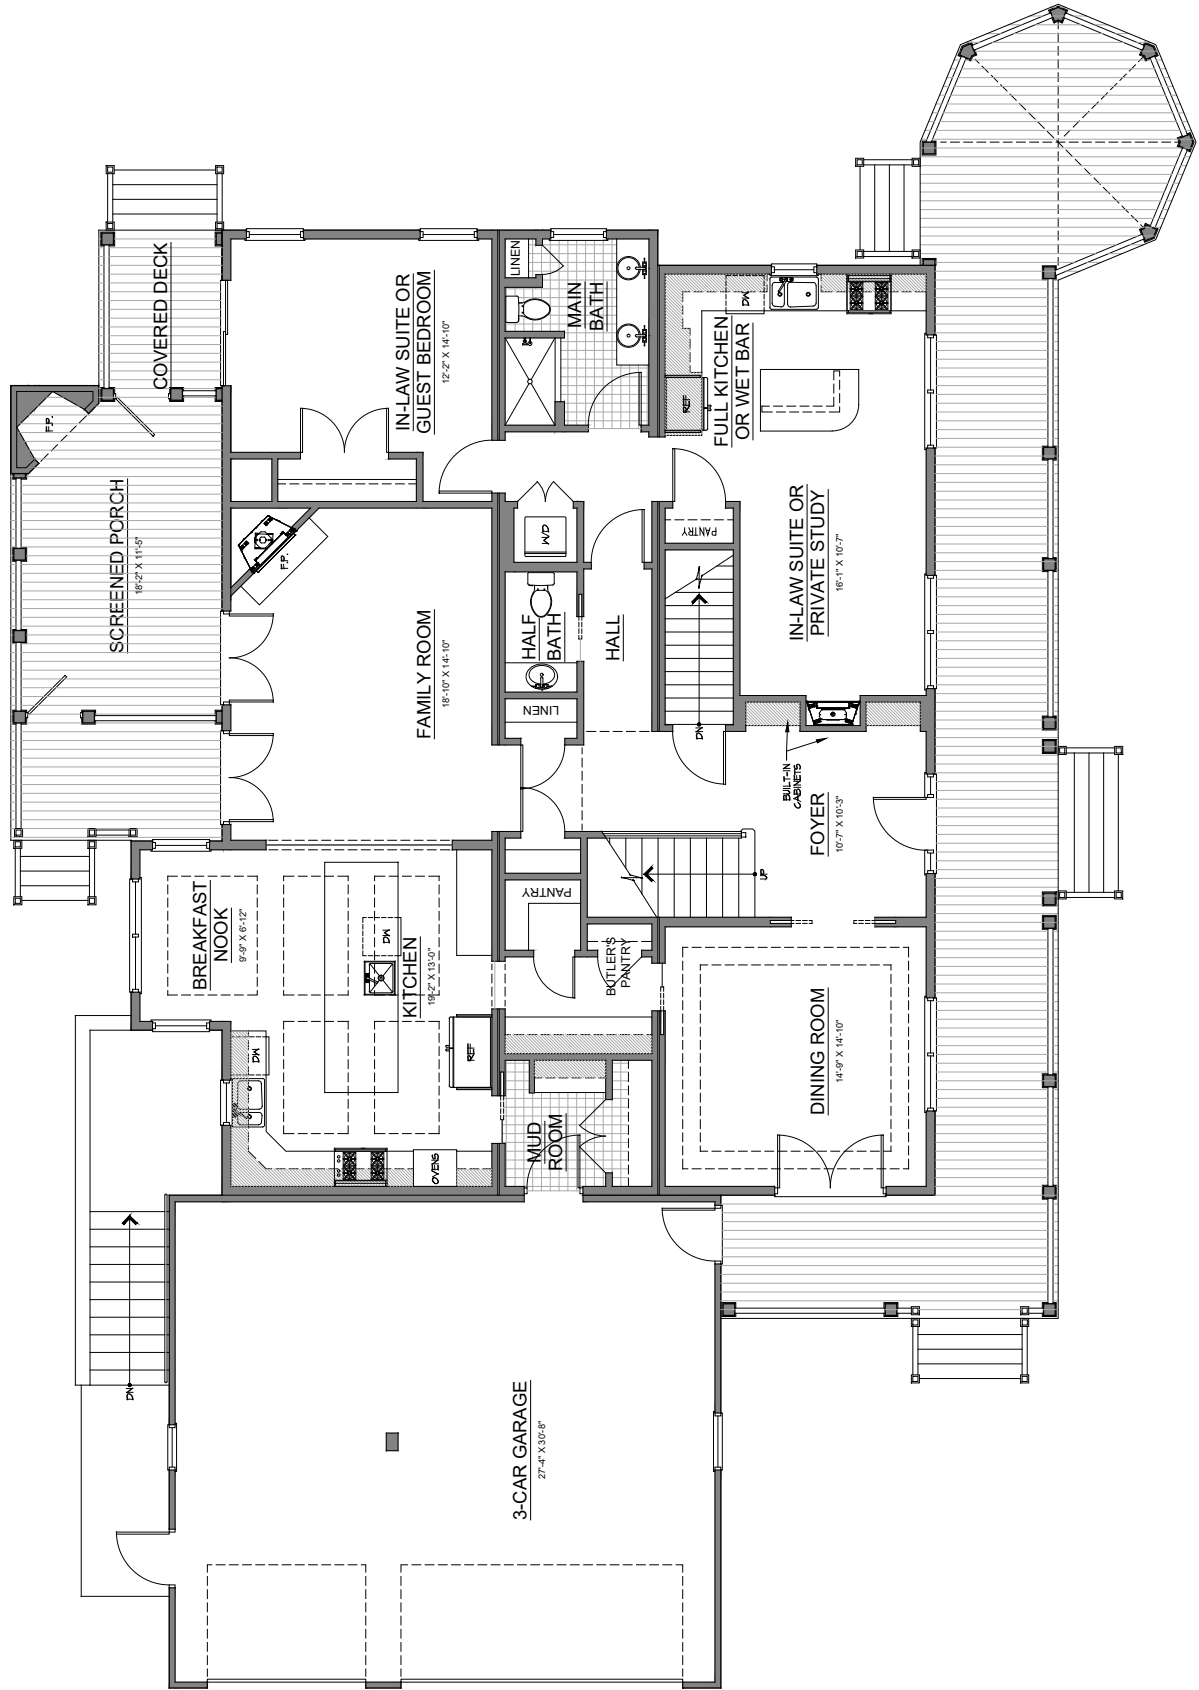 F.P.
SCREENED PORCH
18'-2" X 11'-5"
COVERED DECK
DN
BREAKFAST
NOOK
9'-9" X 6'-12"
DW
F.P.
DW
KITCHEN
19'-2" X 13'-0"
FAMILY ROOM
18'-10" X 14'-10"
IN-LAW SUITE OR
GUEST BEDROOM
12'-2" X 14'-10"
OVENS
REF
3-CAR GARAGE
27'-4" X 30'-8"
MUD
ROOM
PANTRY
LINEN
HALF
BATH
W/D
LINEN
MAIN
BATH
BUTLER'S
PANTRY
HALL
DN
PANTRY
REF
FULL KITCHEN
OR WET BAR
DW
UP
BUILT-IN
CABINETS
DINING ROOM
14'-9" X 14'-10"
FOYER
10'-7" X 10'-3"
IN-LAW SUITE OR
PRIVATE STUDY
16'-1" X 10'-7"